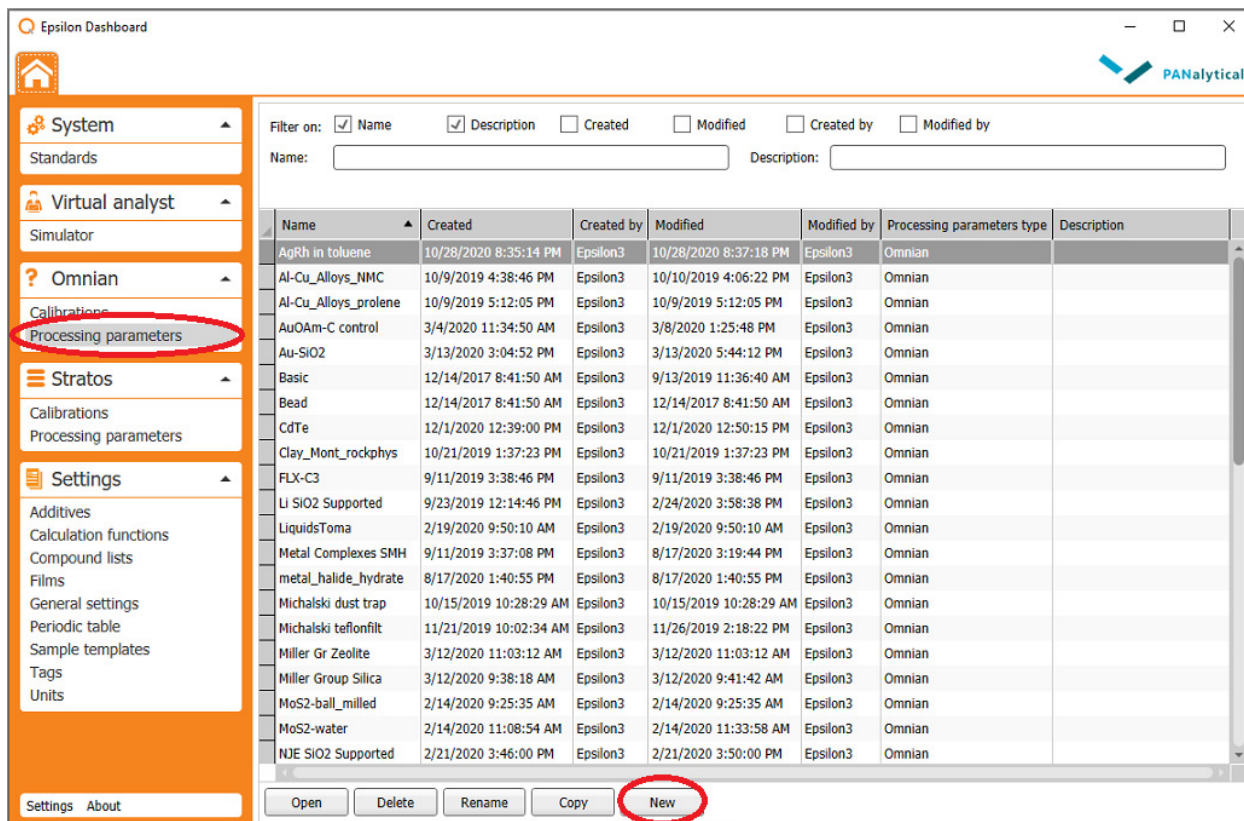 Epsilon Dashboard
PANalytical
System
Standards
Virtual analyst
Simulator
Omnian
Calibrations
Processing parameters
Stratos
Calibrations
Processing parameters
Settings
Additives
Calculation functions
Compound lists
Films
General settings
Periodic table
Sample templates
Tags
Units
Settings About
Filter on: Name Description Created Modified Created by Modified by
Name: Description:
Name Created Created by Modified Modified by Processing parameters type Description
AgRh in toluene 10/28/2020 8:35:14 PM Epsilon3 10/28/2020 8:37:18 PM Epsilon3 Omnian
Al-Cu_Alloys_NMC 10/9/2019 4:38:46 PM Epsilon3 10/10/2019 4:06:22 PM Epsilon3 Omnian
Al-Cu_Alloys_prolene 10/9/2019 5:12:05 PM Epsilon3 10/9/2019 5:12:05 PM Epsilon3 Omnian
AuOAm-C control 3/4/2020 11:34:50 AM Epsilon3 3/8/2020 1:25:48 PM Epsilon3 Omnian
Au-SiO2 3/13/2020 3:04:52 PM Epsilon3 3/13/2020 5:44:12 PM Epsilon3 Omnian
Basic 12/14/2017 8:41:50 AM Epsilon3 9/13/2019 11:36:40 AM Epsilon3 Omnian
Bead 12/14/2017 8:41:50 AM Epsilon3 12/14/2017 8:41:50 AM Epsilon3 Omnian
CdTe 12/1/2020 12:39:00 PM Epsilon3 12/1/2020 12:50:15 PM Epsilon3 Omnian
Clay_Mont_rockphys 10/21/2019 1:37:23 PM Epsilon3 10/21/2019 1:37:23 PM Epsilon3 Omnian
FLX-C3 9/11/2019 3:38:46 PM Epsilon3 9/11/2019 3:38:46 PM Epsilon3 Omnian
Li SiO2 Supported 9/23/2019 12:14:46 PM Epsilon3 2/24/2020 3:58:38 PM Epsilon3 Omnian
LiquidsToma 2/19/2020 9:50:10 AM Epsilon3 2/19/2020 9:50:10 AM Epsilon3 Omnian
Metal Complexes SMH 9/11/2019 3:37:08 PM Epsilon3 8/17/2020 3:19:44 PM Epsilon3 Omnian
metal_halide_hydrate 8/17/2020 1:40:55 PM Epsilon3 8/17/2020 1:40:55 PM Epsilon3 Omnian
Michalski dust trap 10/15/2019 10:28:29 AM Epsilon3 10/15/2019 10:28:29 AM Epsilon3 Omnian
Michalski teflonfilt 11/21/2019 10:02:34 AM Epsilon3 11/26/2019 2:18:22 PM Epsilon3 Omnian
Miller Gr Zeolite 3/12/2020 11:03:12 AM Epsilon3 3/12/2020 11:03:12 AM Epsilon3 Omnian
Miller Group Silica 3/12/2020 9:38:18 AM Epsilon3 3/12/2020 9:41:42 AM Epsilon3 Omnian
MoS2-ball_milled 2/14/2020 9:25:35 AM Epsilon3 2/14/2020 9:25:35 AM Epsilon3 Omnian
MoS2-water 2/14/2020 11:08:54 AM Epsilon3 2/14/2020 11:33:58 AM Epsilon3 Omnian
NJE SiO2 Supported 2/21/2020 3:46:00 PM Epsilon3 2/21/2020 3:50:00 PM Epsilon3 Omnian
Open Delete Rename Copy New